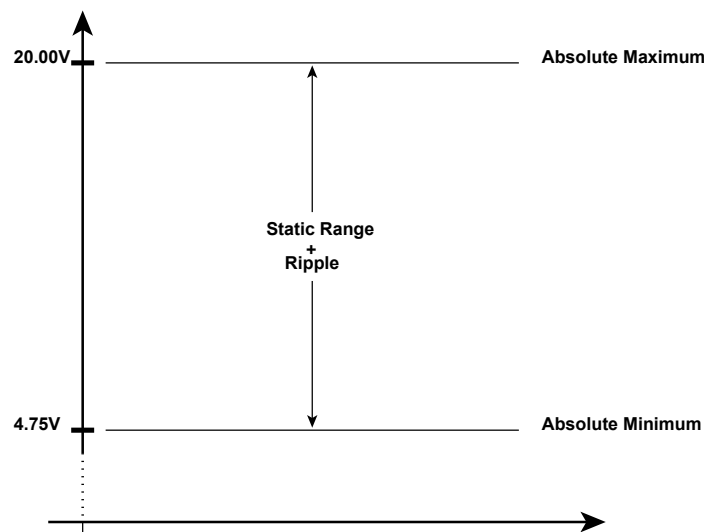 20.00V
Absolute Maximum
Static Range
+
Ripple
4.75V
Absolute Minimum